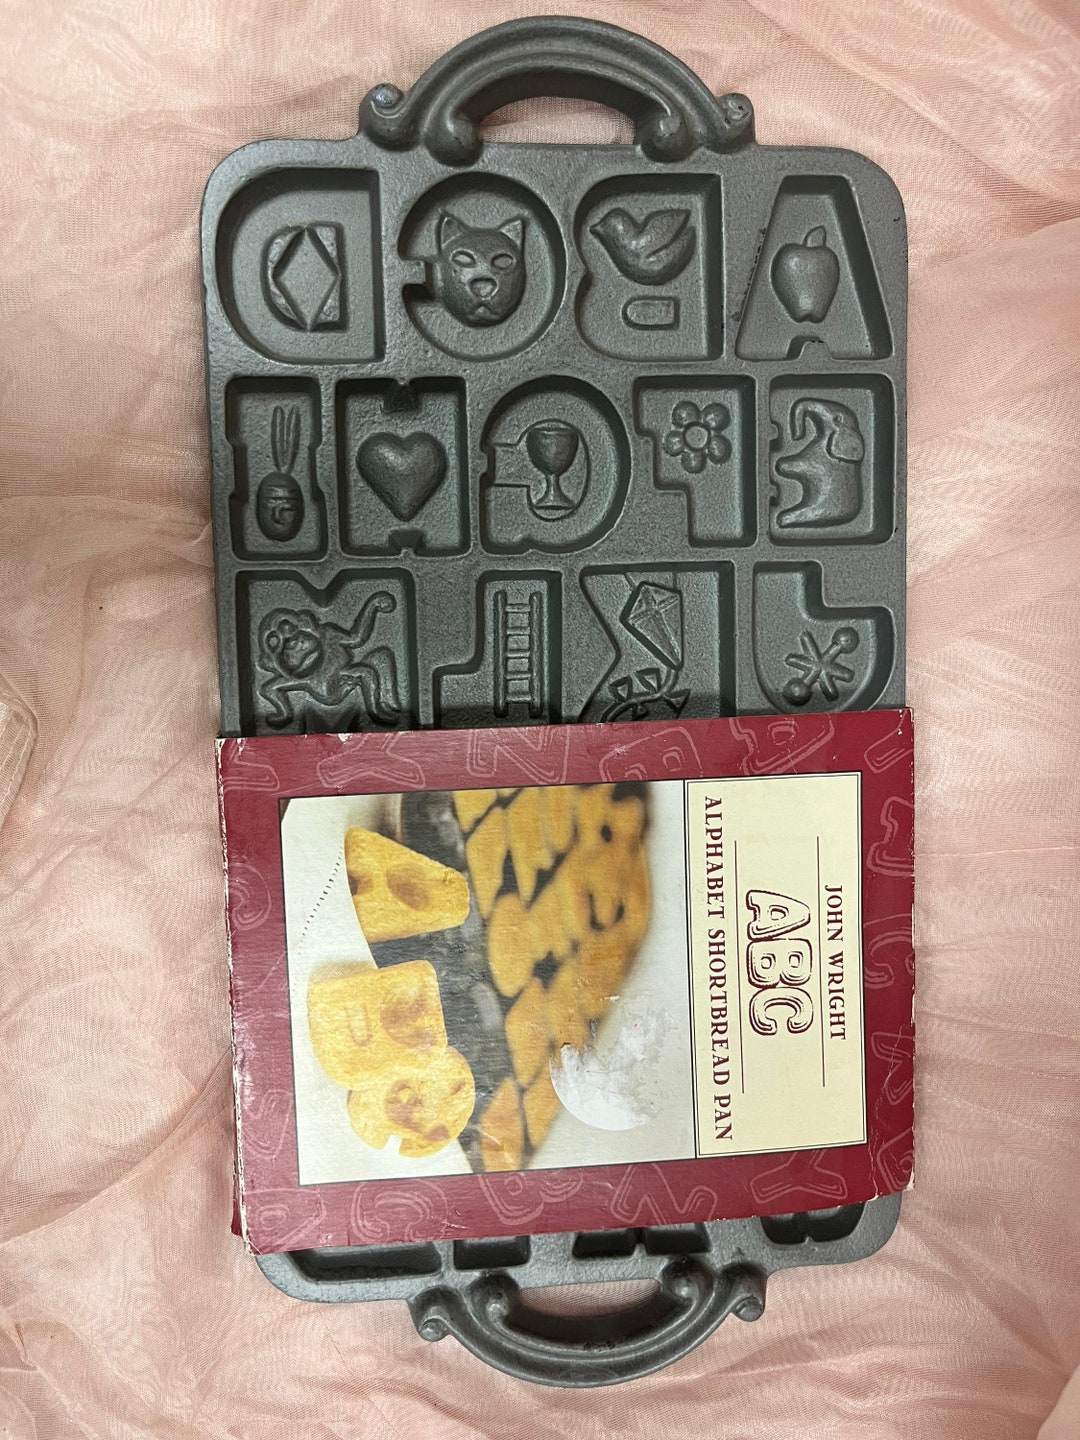 A B C D
E F G H I
J K L M
JOHN WRIGHT
ABC
ALPHABET SHORTBREAD PAN